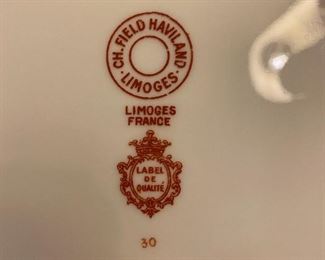 CH. FIELD HAVILAND
LIMOGES
LIMOGES
FRANCE
LABEL
DE
QUALITÉ
30